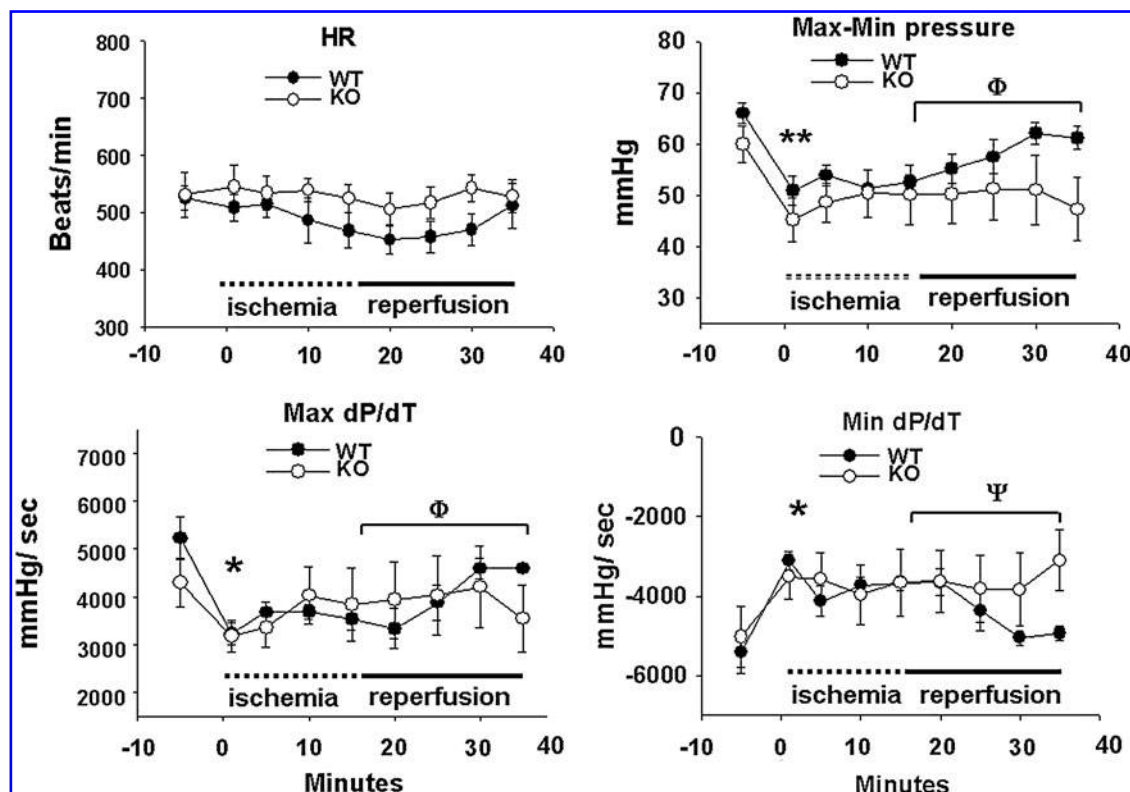 HR
WT
KO
Beats/min
800
700
600
500
400
300
ischemia
reperfusion
-10
0
10
20
30
40
Max-Min pressure
WT
KO
mmHg
80
70
60
50
40
30
**
Φ
ischemia
reperfusion
-10
0
10
20
30
40
Max dP/dT
WT
KO
mmHg/ sec
7000
6000
5000
4000
3000
2000
*
Φ
ischemia
reperfusion
-10
0
10
20
30
40
Minutes
Min dP/dT
WT
KO
mmHg/ sec
0
-2000
-4000
-6000
*
Ψ
ischemia
reperfusion
-10
0
10
20
30
40
Minutes